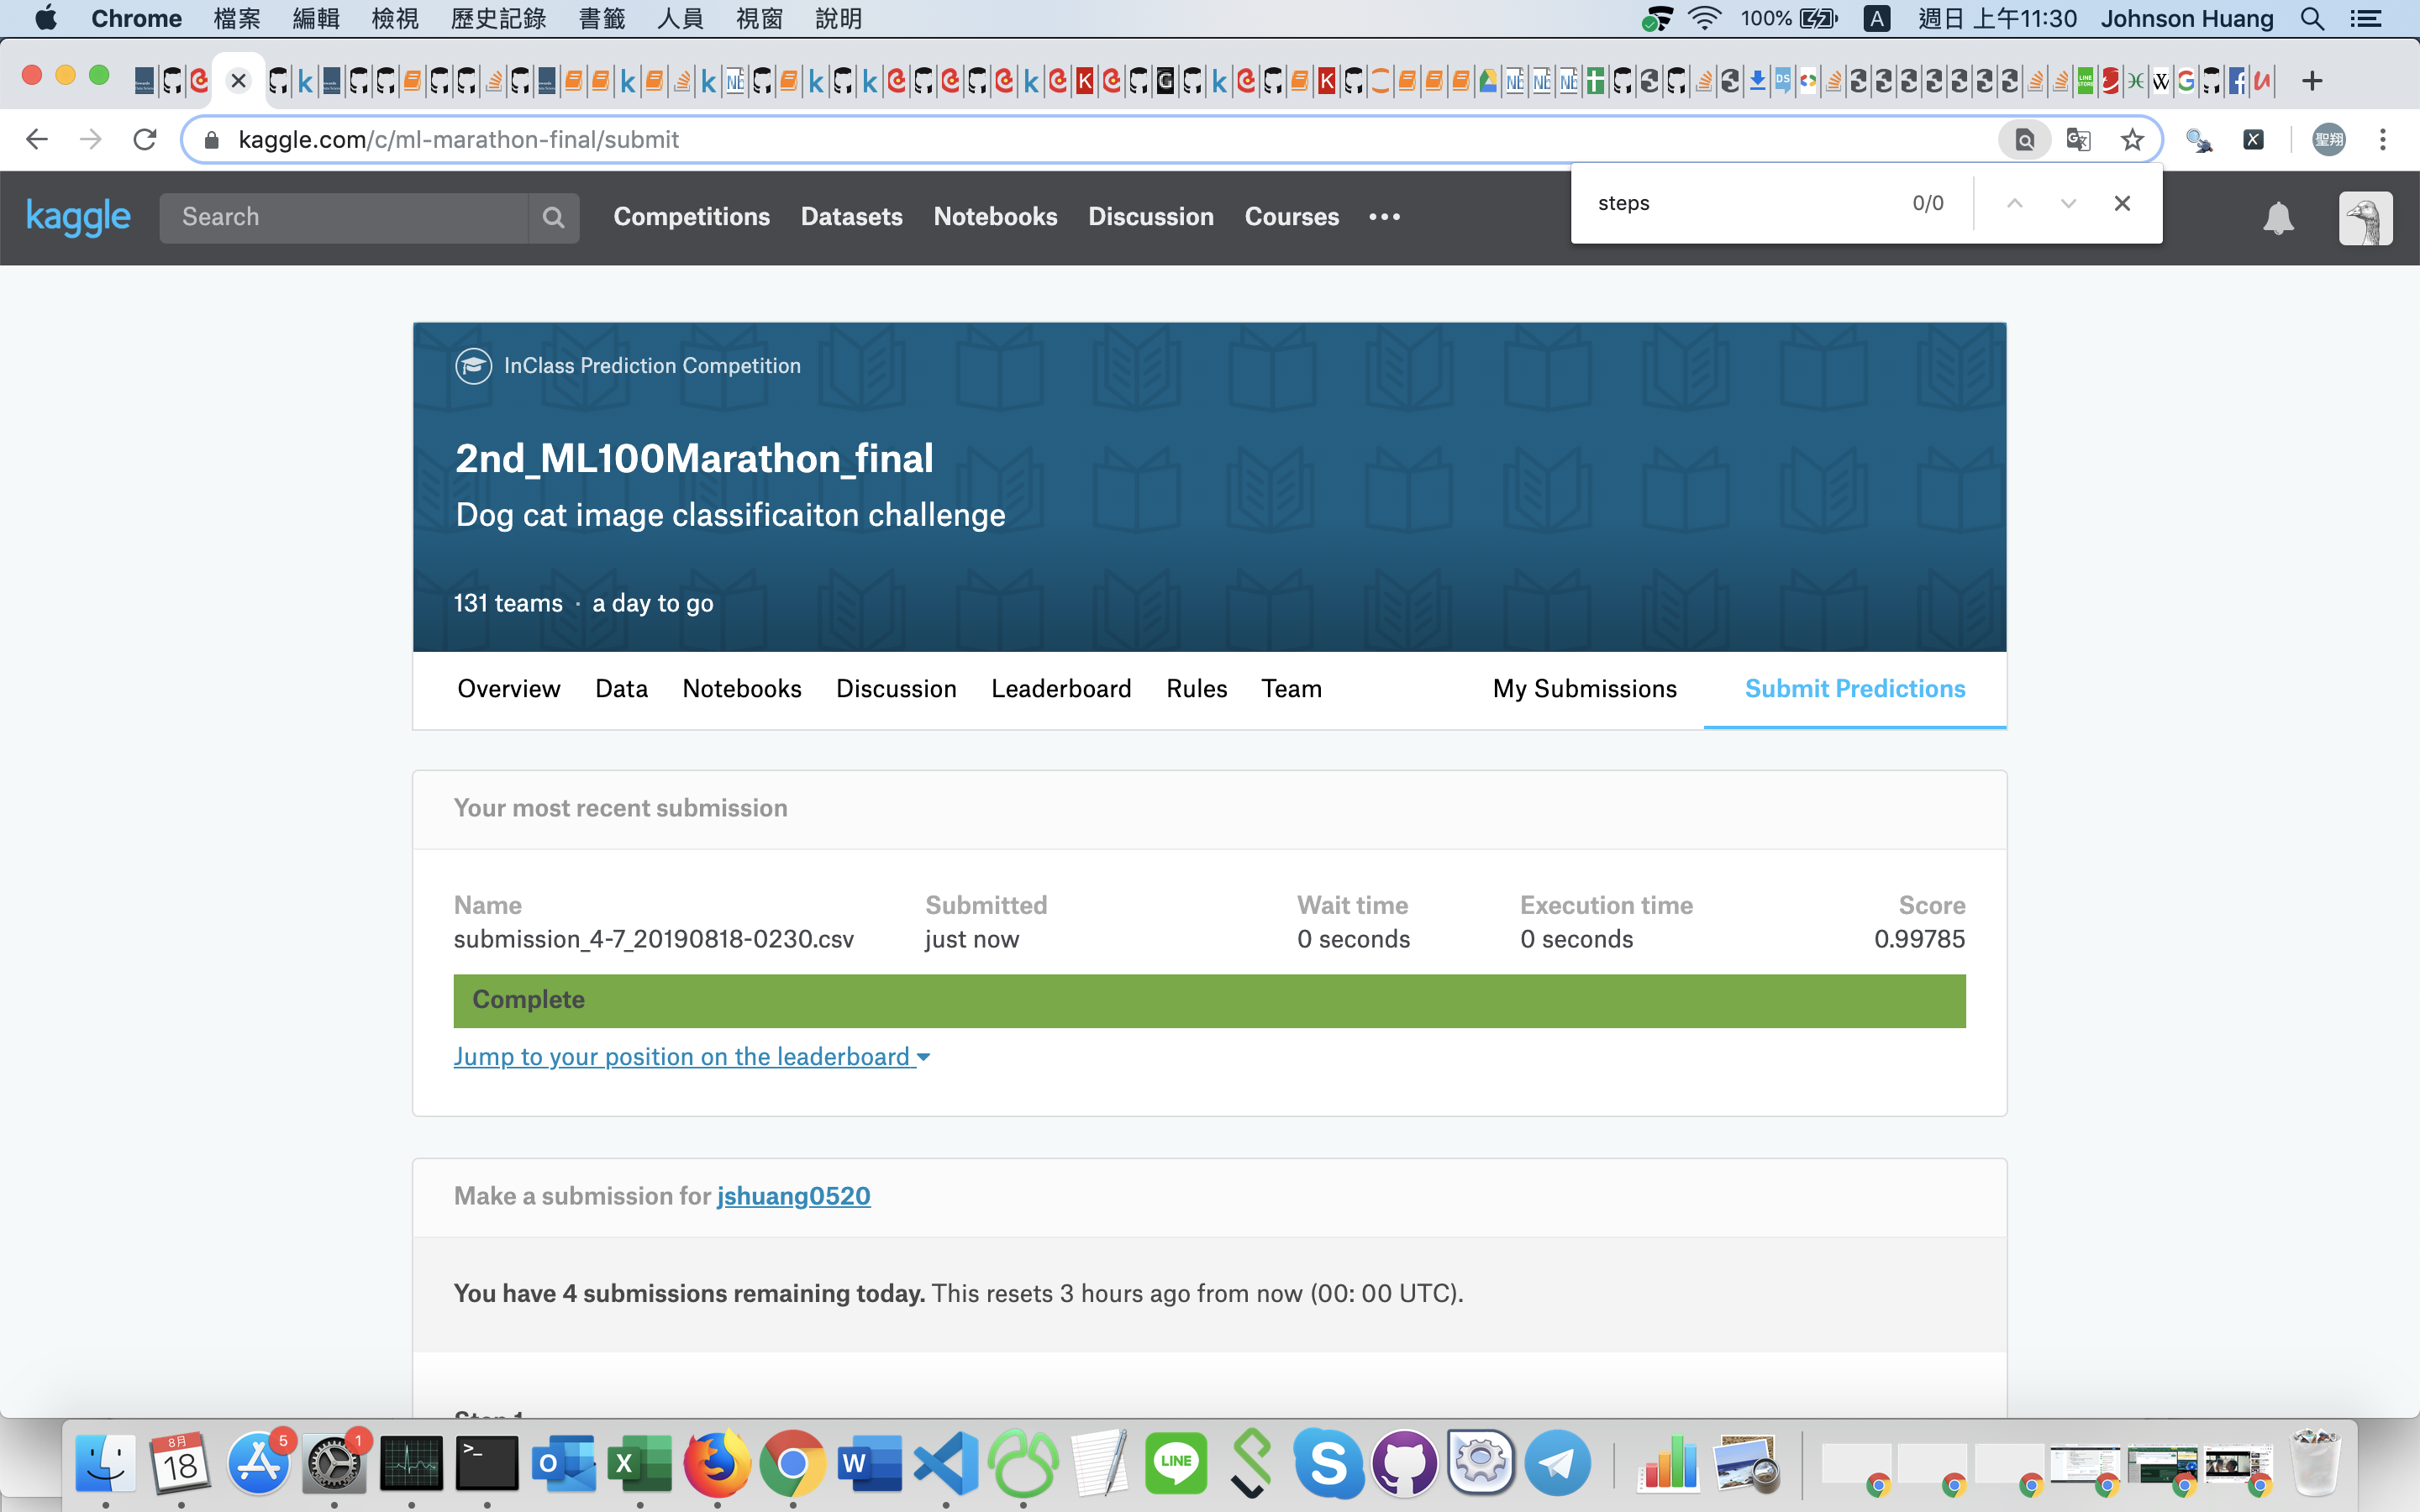 Chrome 檔案 編輯 檢視 歷史記錄 書籤 人員 視窗 說明 100% A 週日 上午11:30 Johnson Huang
kaggle.com/c/ml-marathon-final/submit 聖翔
steps 0/0
kaggle Search Competitions Datasets Notebooks Discussion Courses
InClass Prediction Competition
2nd_ML100Marathon_final
Dog cat image classificaiton challenge
131 teams · a day to go
Overview Data Notebooks Discussion Leaderboard Rules Team My Submissions Submit Predictions
Your most recent submission
Name Submitted Wait time Execution time Score
submission_4-7_20190818-0230.csv just now 0 seconds 0 seconds 0.99785
Complete
Jump to your position on the leaderboard
Make a submission for jshuang0520
You have 4 submissions remaining today. This resets 3 hours ago from now (00: 00 UTC).
Step 1
8月 5 1
18 LINE